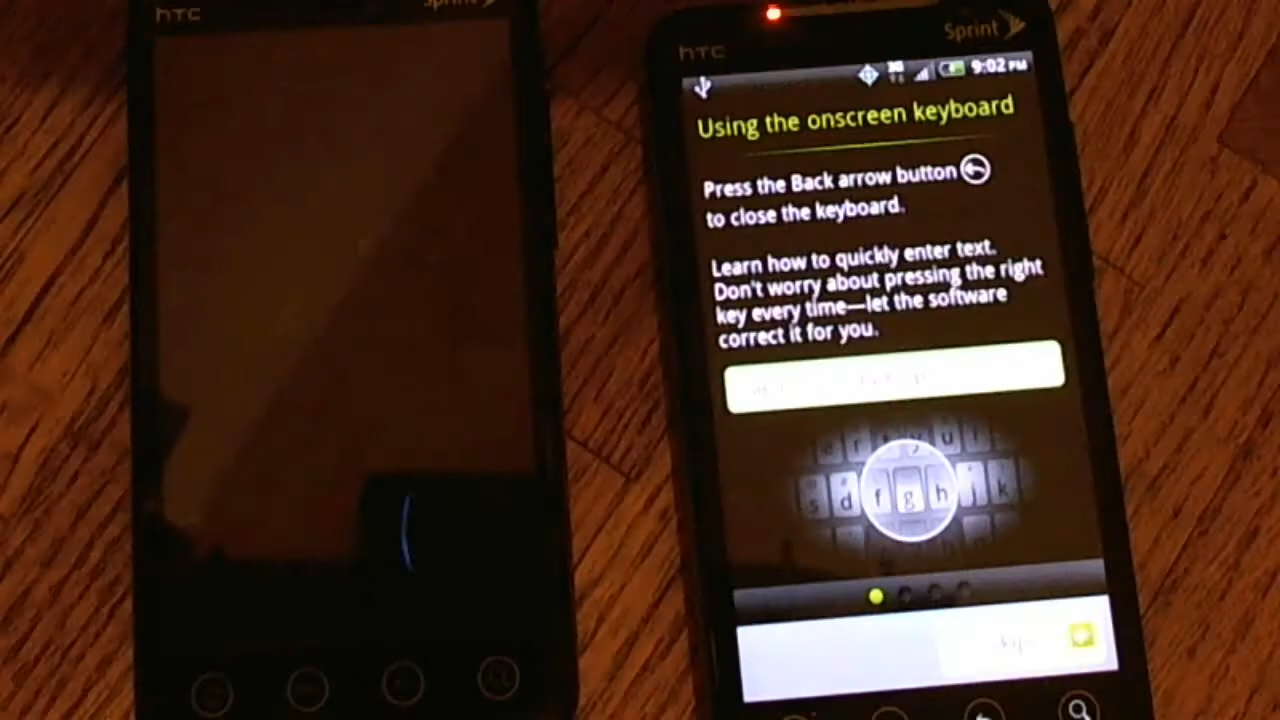 hTC
Sprint
hTC
Sprint
3G
9:02 PM
Using the onscreen keyboard
Press the Back arrow button
to close the keyboard.
Learn how to quickly enter text.
Don't worry about pressing the right
key every time—let the software
correct it for you.
e r t y u i
s d f g h j k